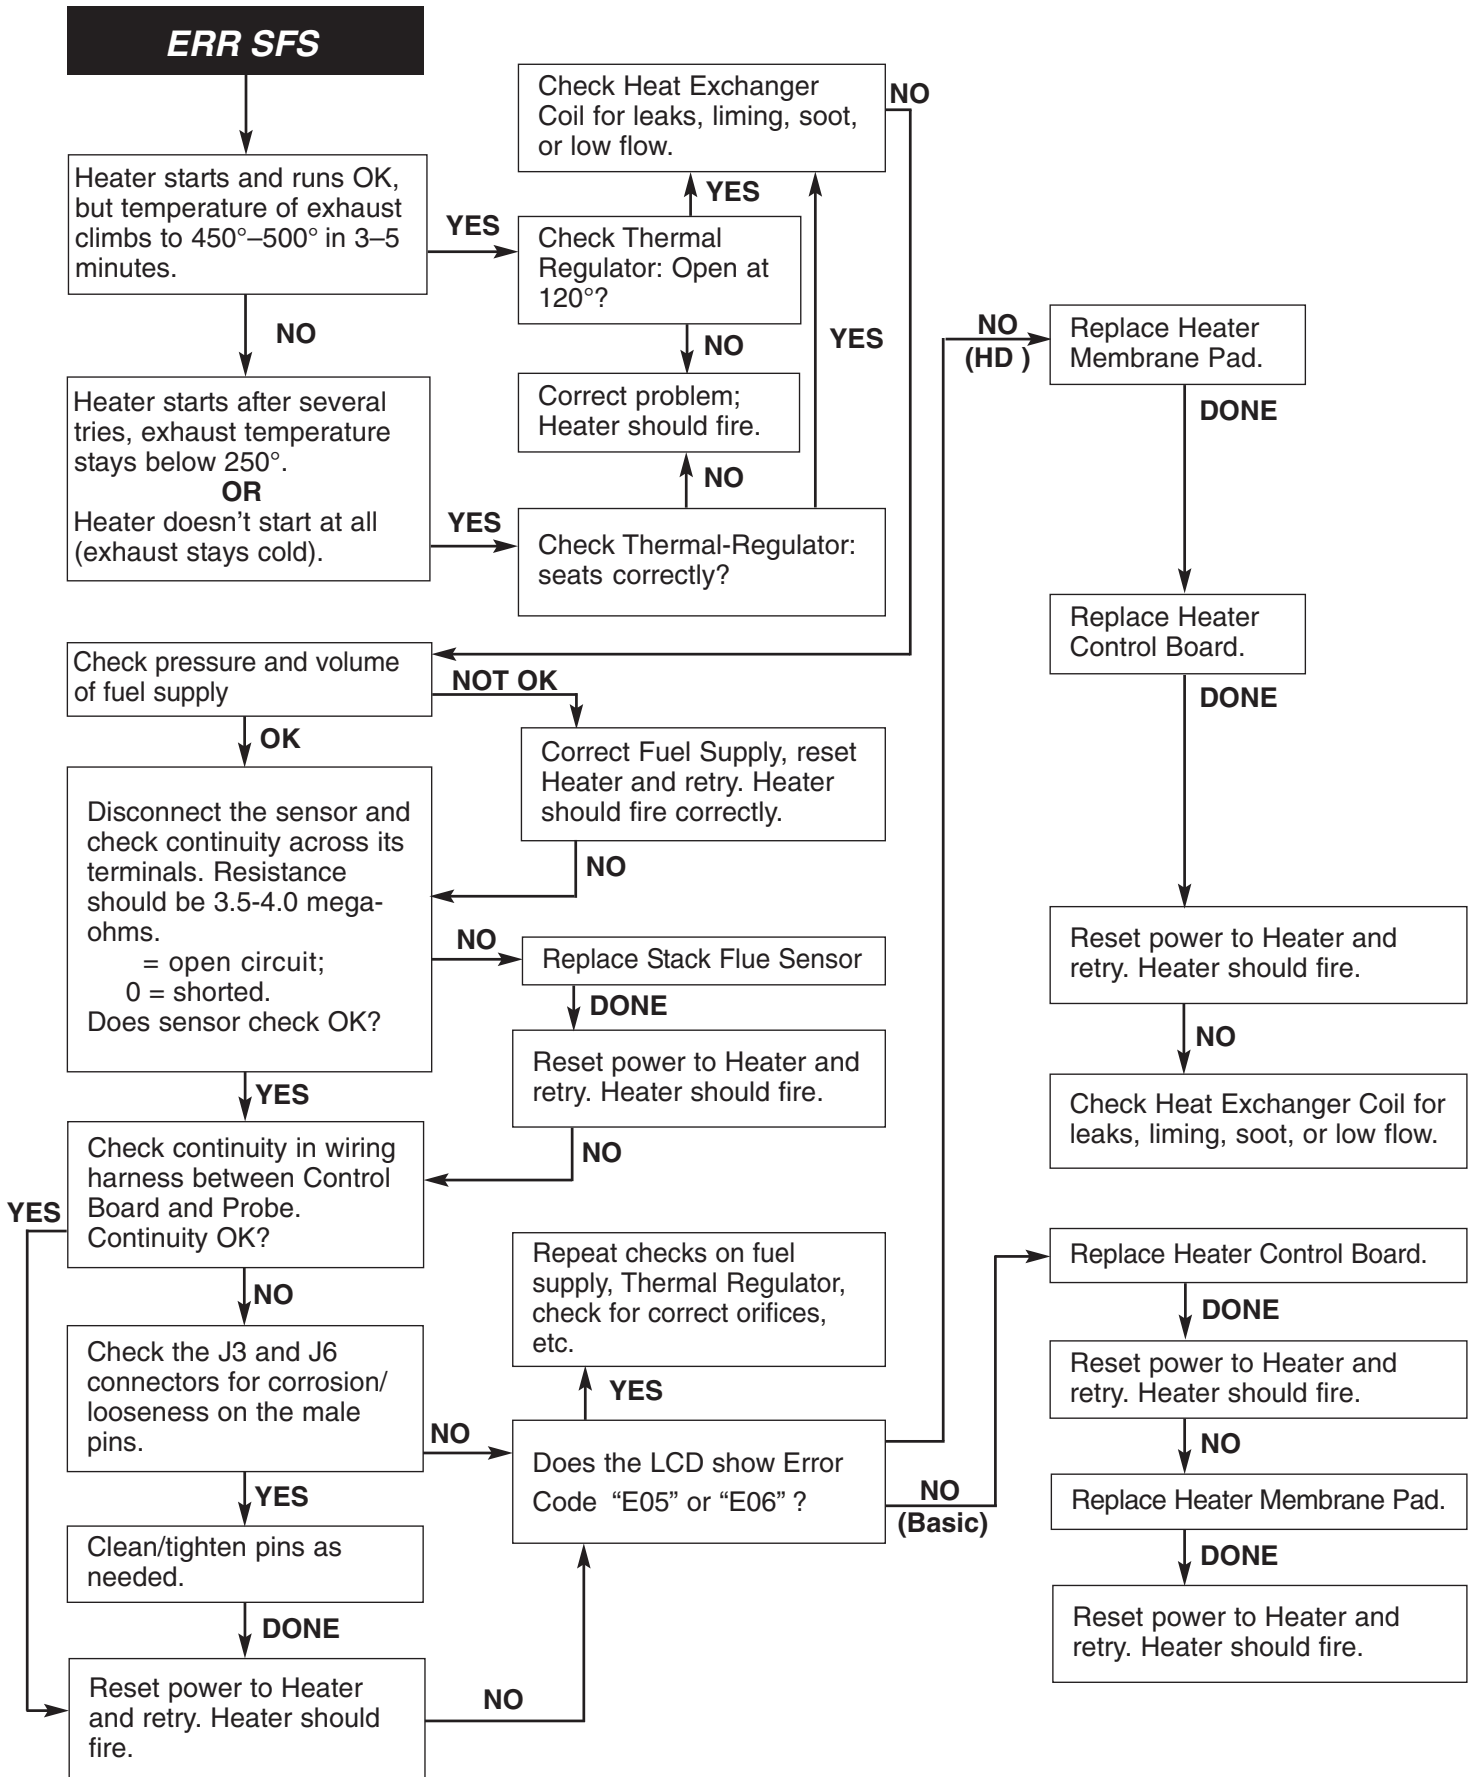 ERR SFS
Heater starts and runs OK,
but temperature of exhaust
climbs to 450°–500° in 3–5
minutes.
YES
NO
Check Heat Exchanger
Coil for leaks, liming, soot,
or low flow.
NO
YES
Check Thermal
Regulator: Open at
120°?
NO
YES
Correct problem;
Heater should fire.
NO
Heater starts after several
tries, exhaust temperature
stays below 250°.
OR
Heater doesn't start at all
(exhaust stays cold).
YES
Check Thermal-Regulator:
seats correctly?
Check pressure and volume
of fuel supply
NOT OK
OK
Correct Fuel Supply, reset
Heater and retry. Heater
should fire correctly.
NO
Disconnect the sensor and
check continuity across its
terminals. Resistance
should be 3.5-4.0 mega-
ohms.
= open circuit;
0 = shorted.
Does sensor check OK?
NO
Replace Stack Flue Sensor
DONE
Reset power to Heater and
retry. Heater should fire.
NO
YES
Check continuity in wiring
harness between Control
Board and Probe.
Continuity OK?
YES
NO
Check the J3 and J6
connectors for corrosion/
looseness on the male
pins.
NO
YES
Clean/tighten pins as
needed.
DONE
Reset power to Heater
and retry. Heater should
fire.
NO
Repeat checks on fuel
supply, Thermal Regulator,
check for correct orifices,
etc.
YES
Does the LCD show Error
Code “E05” or “E06” ?
NO
(HD )
Replace Heater
Membrane Pad.
DONE
Replace Heater
Control Board.
DONE
Reset power to Heater and
retry. Heater should fire.
NO
Check Heat Exchanger Coil for
leaks, liming, soot, or low flow.
NO
(Basic)
Replace Heater Control Board.
DONE
Reset power to Heater and
retry. Heater should fire.
NO
Replace Heater Membrane Pad.
DONE
Reset power to Heater and
retry. Heater should fire.